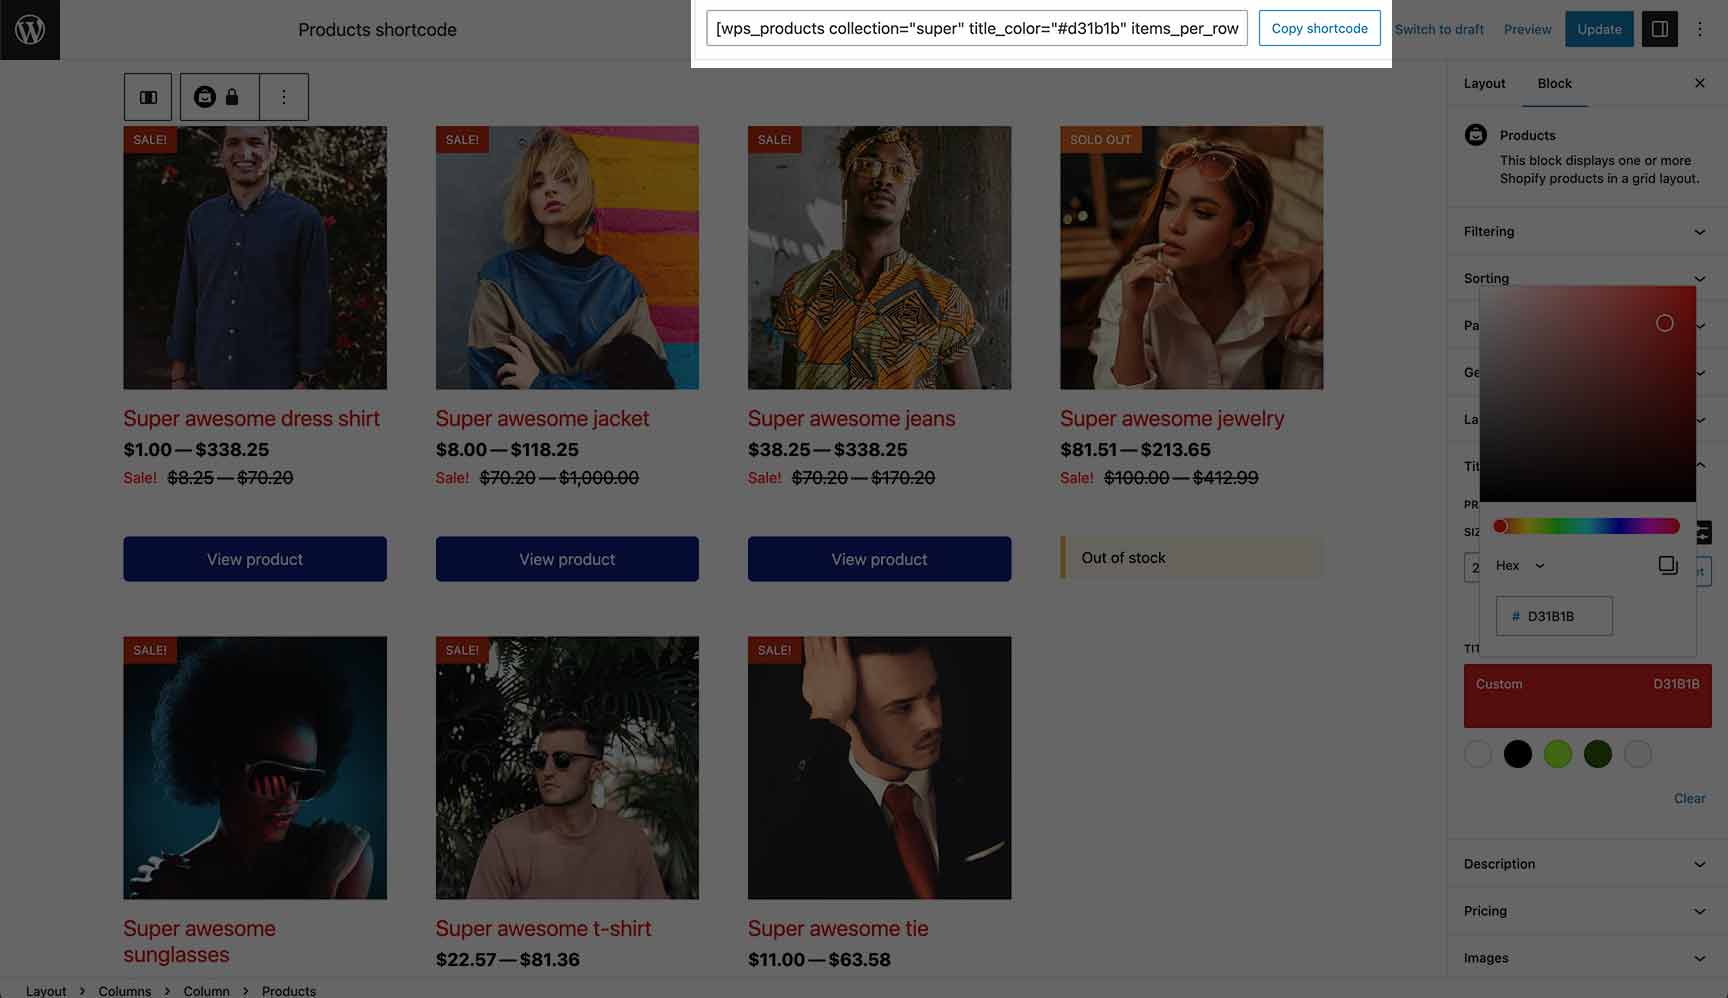 Products shortcode
[wps_products collection="super" title_color="#d31b1b" items_per_row
Copy shortcode
Switch to draft
Preview
Update
Layout
Block
Products
This block displays one or more
Shopify products in a grid layout.
Filtering
Sorting
Pa
Ge
La
Tit
PR
SIZ
2
Hex
# D31B1B
TIT
Custom
D31B1B
Clear
Description
Pricing
Images
SALE!
SALE!
SALE!
SOLD OUT
Super awesome dress shirt
$1.00 — $338.25
Sale! $8.25 — $70.20
View product
Super awesome jacket
$8.00 — $118.25
Sale! $70.20 — $1,000.00
View product
Super awesome jeans
$38.25 — $338.25
Sale! $70.20 — $170.20
View product
Super awesome jewelry
$81.51 — $213.65
Sale! $100.00 — $412.99
Out of stock
SALE!
SALE!
SALE!
Super awesome
sunglasses
Super awesome t-shirt
$22.57 — $81.36
Super awesome tie
$11.00 — $63.58
Layout > Columns > Column > Products